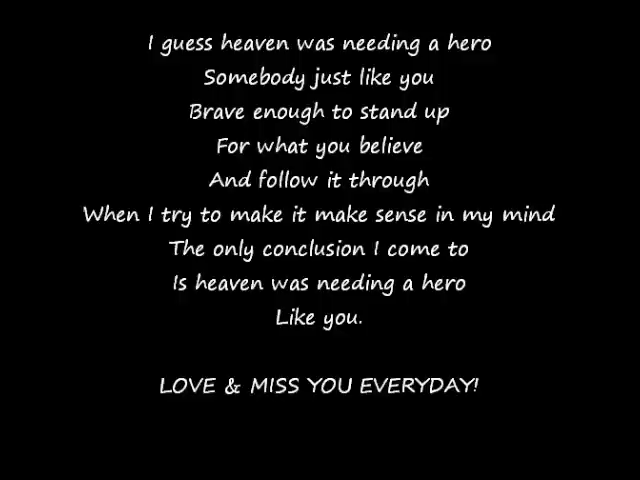 I guess heaven was needing a hero
Somebody just like you
Brave enough to stand up
For what you believe
And follow it through
When I try to make it make sense in my mind
The only conclusion I come to
Is heaven was needing a hero
Like you.
LOVE & MISS YOU EVERYDAY!